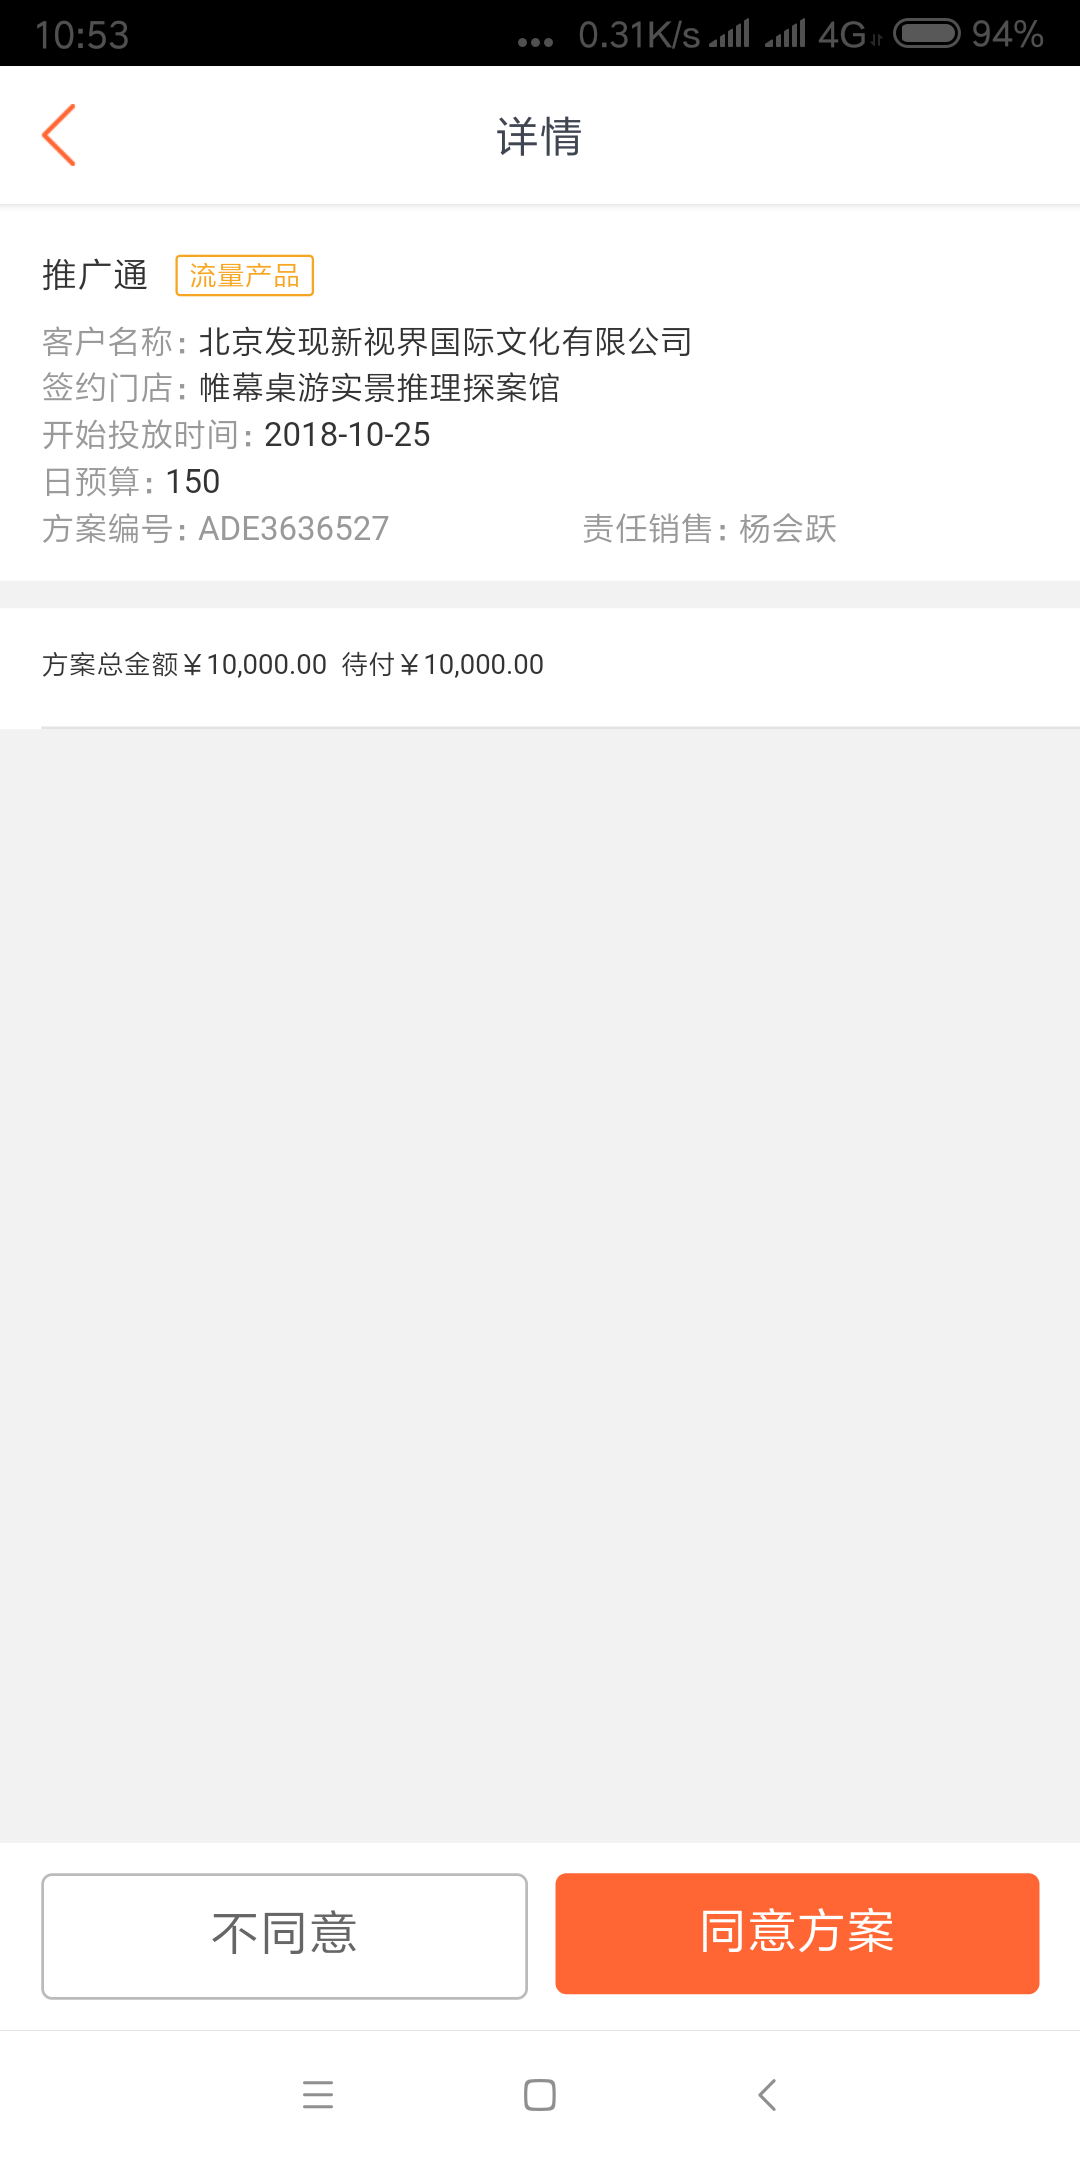 10:53 ... 0.31K/s 4G 94%
详情
推广通 流量产品
客户名称: 北京发现新视界国际文化有限公司
签约门店: 帷幕桌游实景推理探案馆
开始投放时间: 2018-10-25
日预算: 150
方案编号: ADE3636527 责任销售: 杨会跃
方案总金额￥10,000.00 待付￥10,000.00
不同意 同意方案